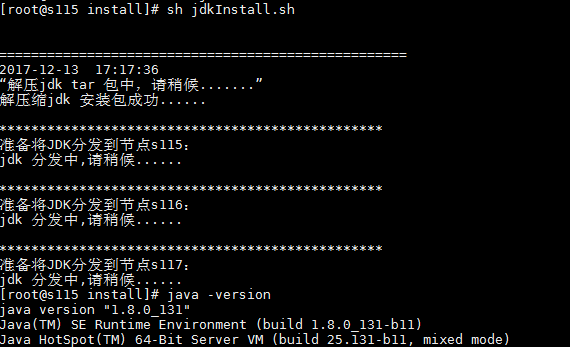 [root@s115 install]# sh jdkInstall.sh
===================================================
2017-12-13  17:17:36
“解压jdk tar 包中, 请稍候.......”
解压缩jdk 安装包成功......
************************************************
准备将JDK分发到节点s115：
jdk 分发中,请稍候......
************************************************
准备将JDK分发到节点s116：
jdk 分发中,请稍候......
************************************************
准备将JDK分发到节点s117：
jdk 分发中,请稍候......
[root@s115 install]# java -version
java version "1.8.0_131"
Java(TM) SE Runtime Environment (build 1.8.0_131-b11)
Java HotSpot(TM) 64-Bit Server VM (build 25.131-b11, mixed mode)